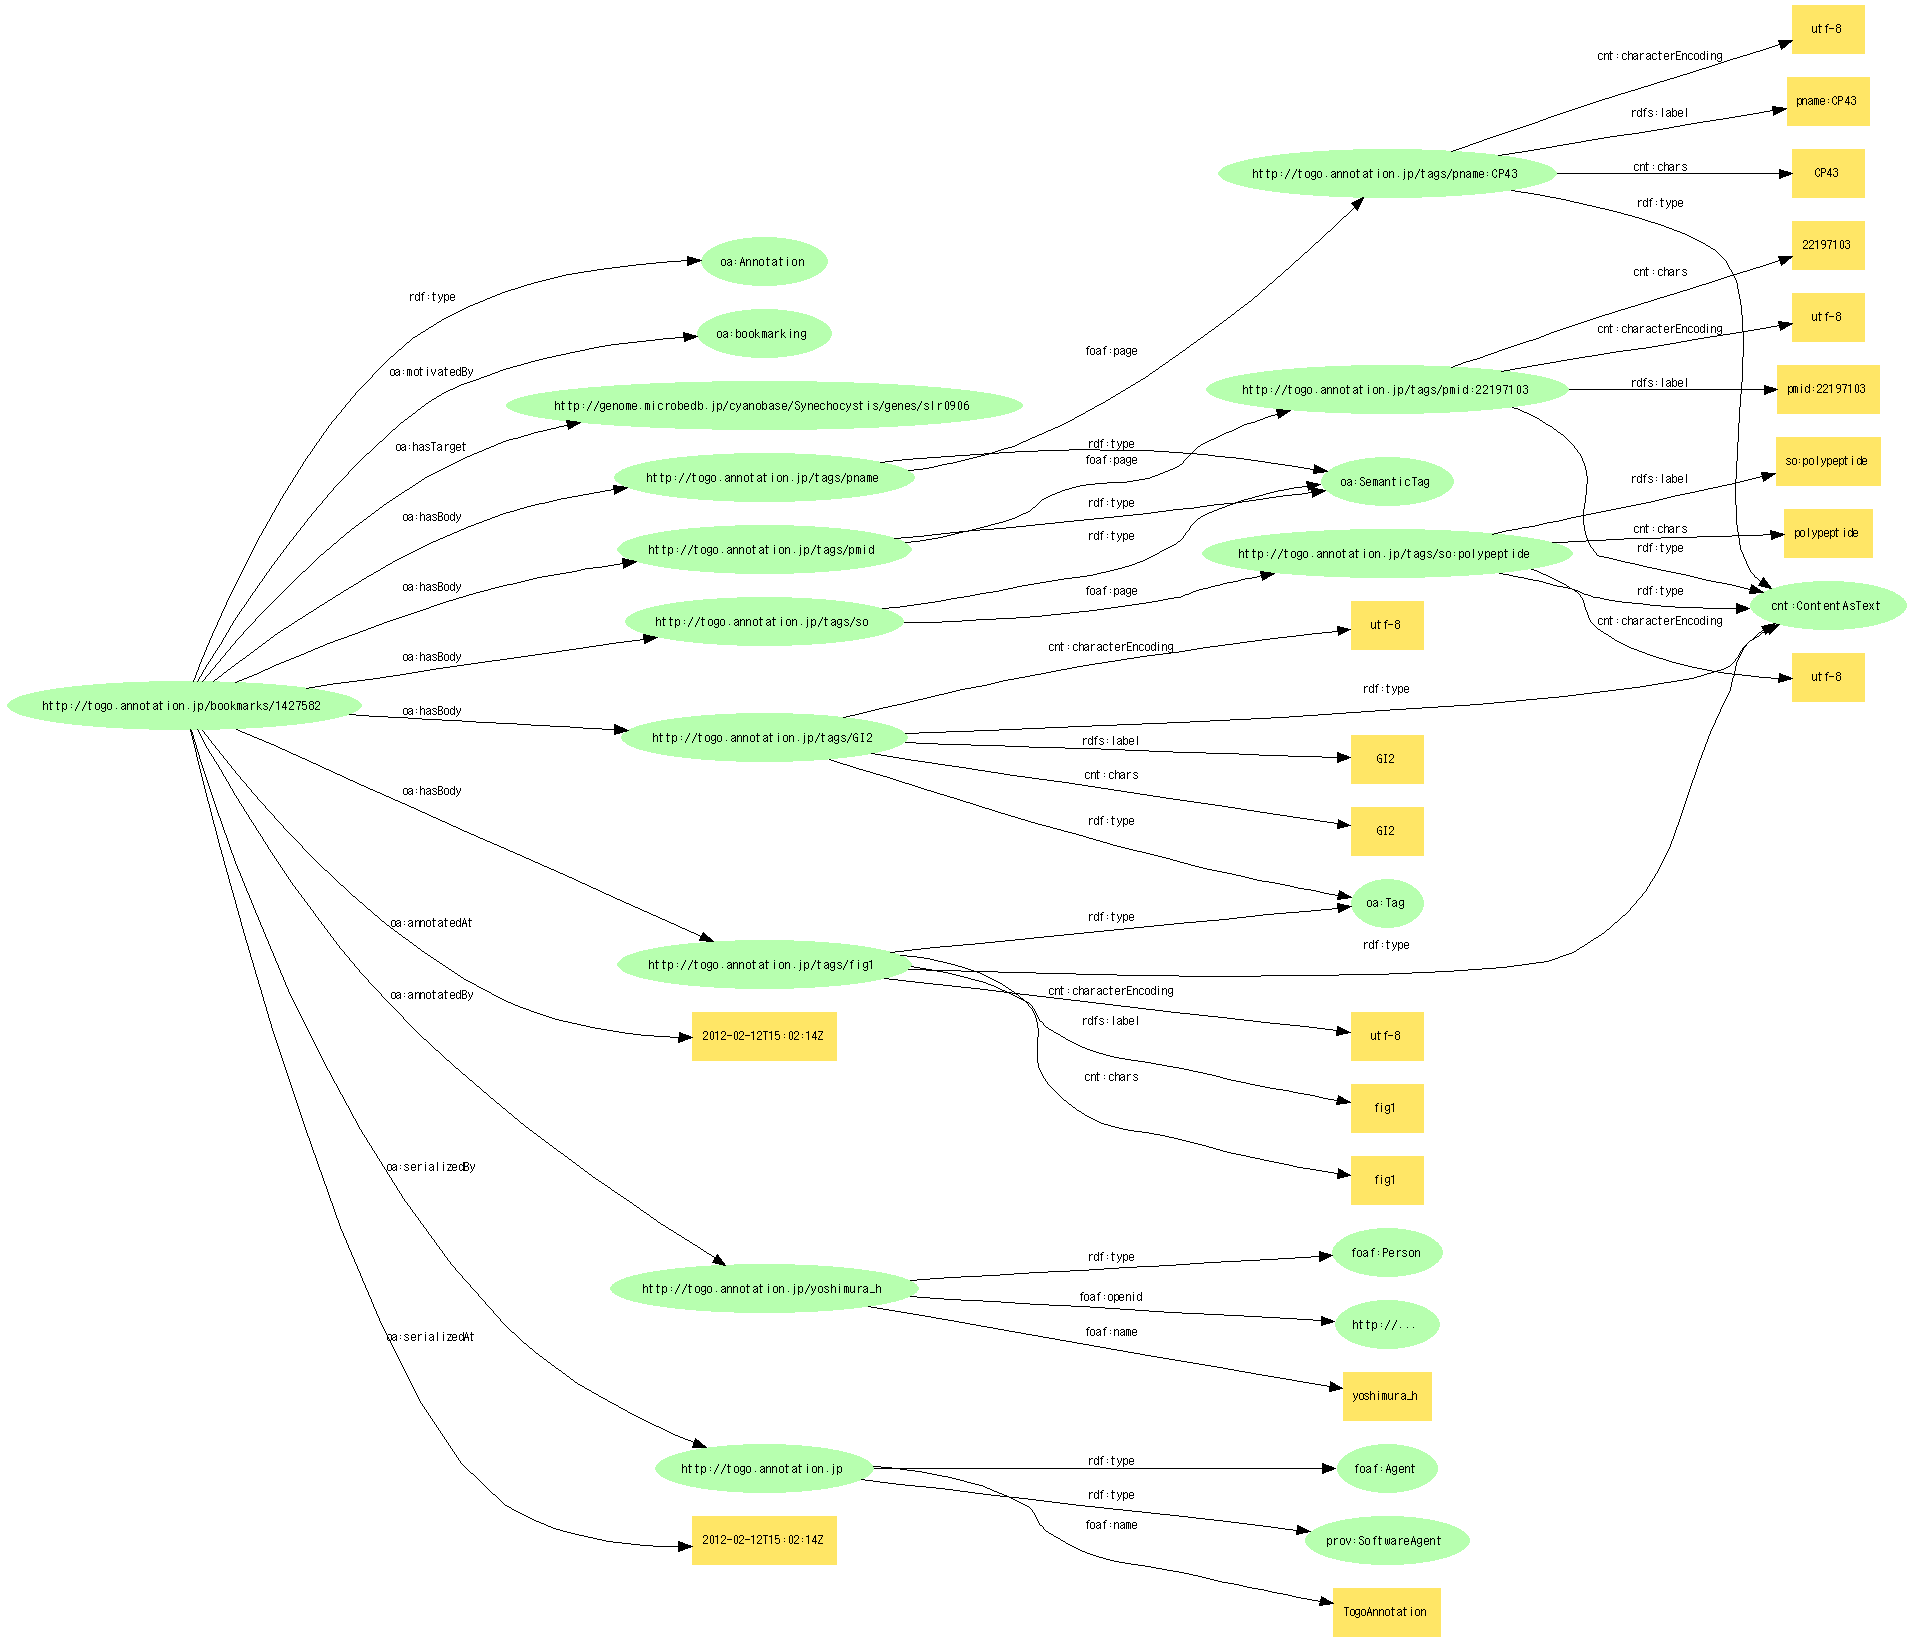 utf-8
cnt:characterEncoding
pname:CP43
rdfs:label
http://togo.annotation.jp/tags/pname:CP43
cnt:chars
CP43
rdf:type
22197103
oa:Annotation
cnt:chars
rdf:type
utf-8
cnt:characterEncoding
oa:bookmarking
foaf:page
oa:motivatedBy
http://togo.annotation.jp/tags/pmid:22197103
rdfs:label
pmid:22197103
http://genome.microbedb.jp/cyanobase/Synechocystis/genes/slr0906
oa:hasTarget
rdf:type
foaf:page
so:polypeptide
http://togo.annotation.jp/tags/pname
oa:SemanticTag
rdfs:label
rdf:type
oa:hasBody
cnt:chars
polypeptide
rdf:type
http://togo.annotation.jp/tags/pmid
http://togo.annotation.jp/tags/so:polypeptide
rdf:type
oa:hasBody
foaf:page
rdf:type
cnt:ContentAsText
http://togo.annotation.jp/tags/so
utf-8
cnt:characterEncoding
cnt:characterEncoding
oa:hasBody
utf-8
rdf:type
http://togo.annotation.jp/bookmarks/1427582
oa:hasBody
http://togo.annotation.jp/tags/GI2
rdfs:label
GI2
cnt:chars
oa:hasBody
rdf:type
GI2
oa:Tag
rdf:type
oa:annotatedAt
rdf:type
http://togo.annotation.jp/tags/fig1
cnt:characterEncoding
oa:annotatedBy
rdfs:label
2012-02-12T15:02:14Z
utf-8
cnt:chars
fig1
oa:serializedBy
fig1
rdf:type
foaf:Person
http://togo.annotation.jp/yoshimura_h
foaf:openid
http://...
foaf:name
oa:serializedAt
yoshimura_h
rdf:type
http://togo.annotation.jp
foaf:Agent
rdf:type
foaf:name
2012-02-12T15:02:14Z
prov:SoftwareAgent
TogoAnnotation